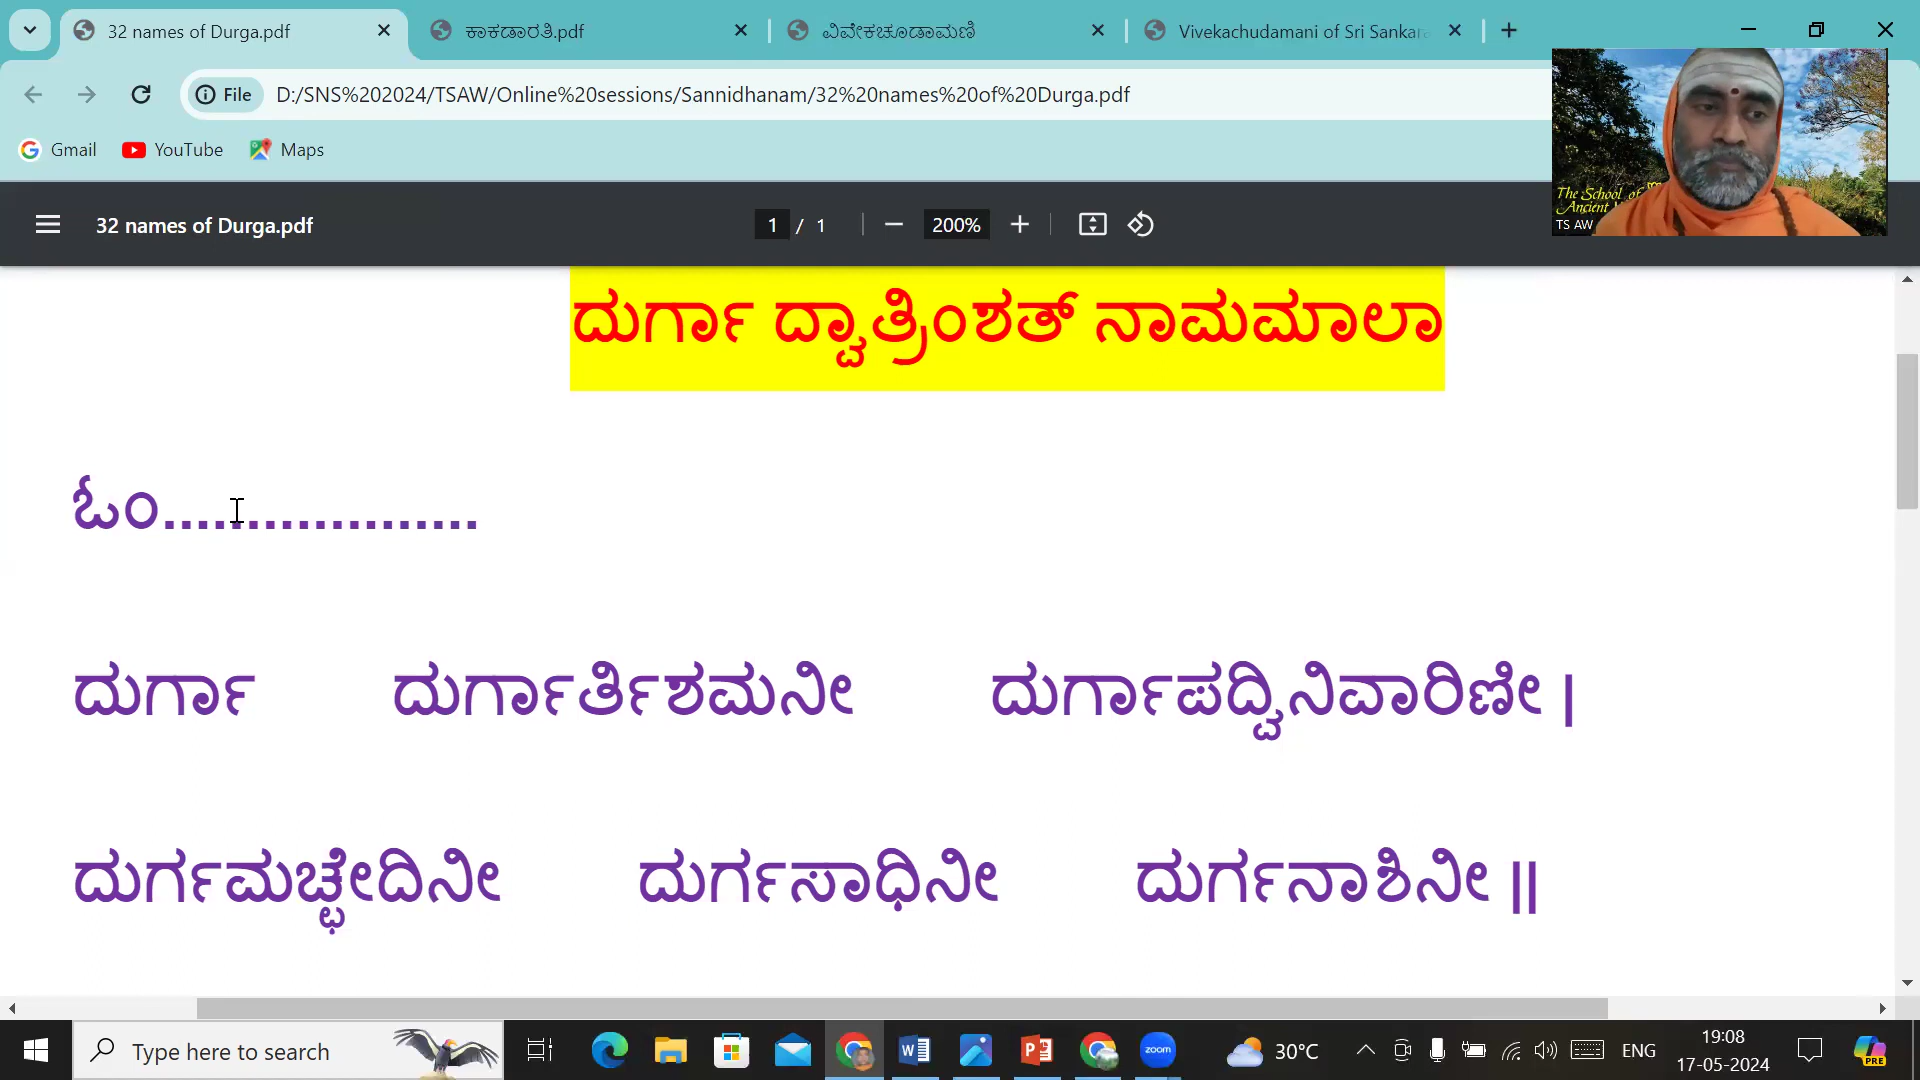 32 names of Durga.pdf
ಕಾಕಡಾರತಿ.pdf
ವಿವೇಕಚೂಡಾಮಣಿ
Vivekachudamani of Sri Sankara
File
D:/SNS%202024/TSAW/Online%20sessions/Sannidhanam/32%20names%20of%20Durga.pdf
Gmail
YouTube
Maps
The School of
Ancient
TS AW
32 names of Durga.pdf
1 / 1
200%
ದುರ್ಗಾ ದ್ವಾತ್ರಿಂಶತ್ ನಾಮಮಾಲಾ
ಓಂ...................
ದುರ್ಗಾ ದುರ್ಗಾರ್ತಿಶಮನೀ ದುರ್ಗಾಪದ್ವಿನಿವಾರಿಣೀ |
ದುರ್ಗಮಚ್ಛೇದಿನೀ ದುರ್ಗಸಾಧಿನೀ ದುರ್ಗನಾಶಿನೀ ||
Type here to search
zoom
30°C
ENG
19:08
17-05-2024
PRE